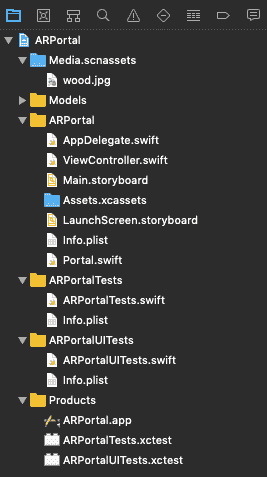 ARPortal
Media.scnassets
wood.jpg
Models
ARPortal
AppDelegate.swift
ViewController.swift
Main.storyboard
Assets.xcassets
LaunchScreen.storyboard
Info.plist
Portal.swift
ARPortalTests
ARPortalTests.swift
Info.plist
ARPortalUITests
ARPortalUITests.swift
Info.plist
Products
ARPortal.app
ARPortalTests.xctest
ARPortalUITests.xctest